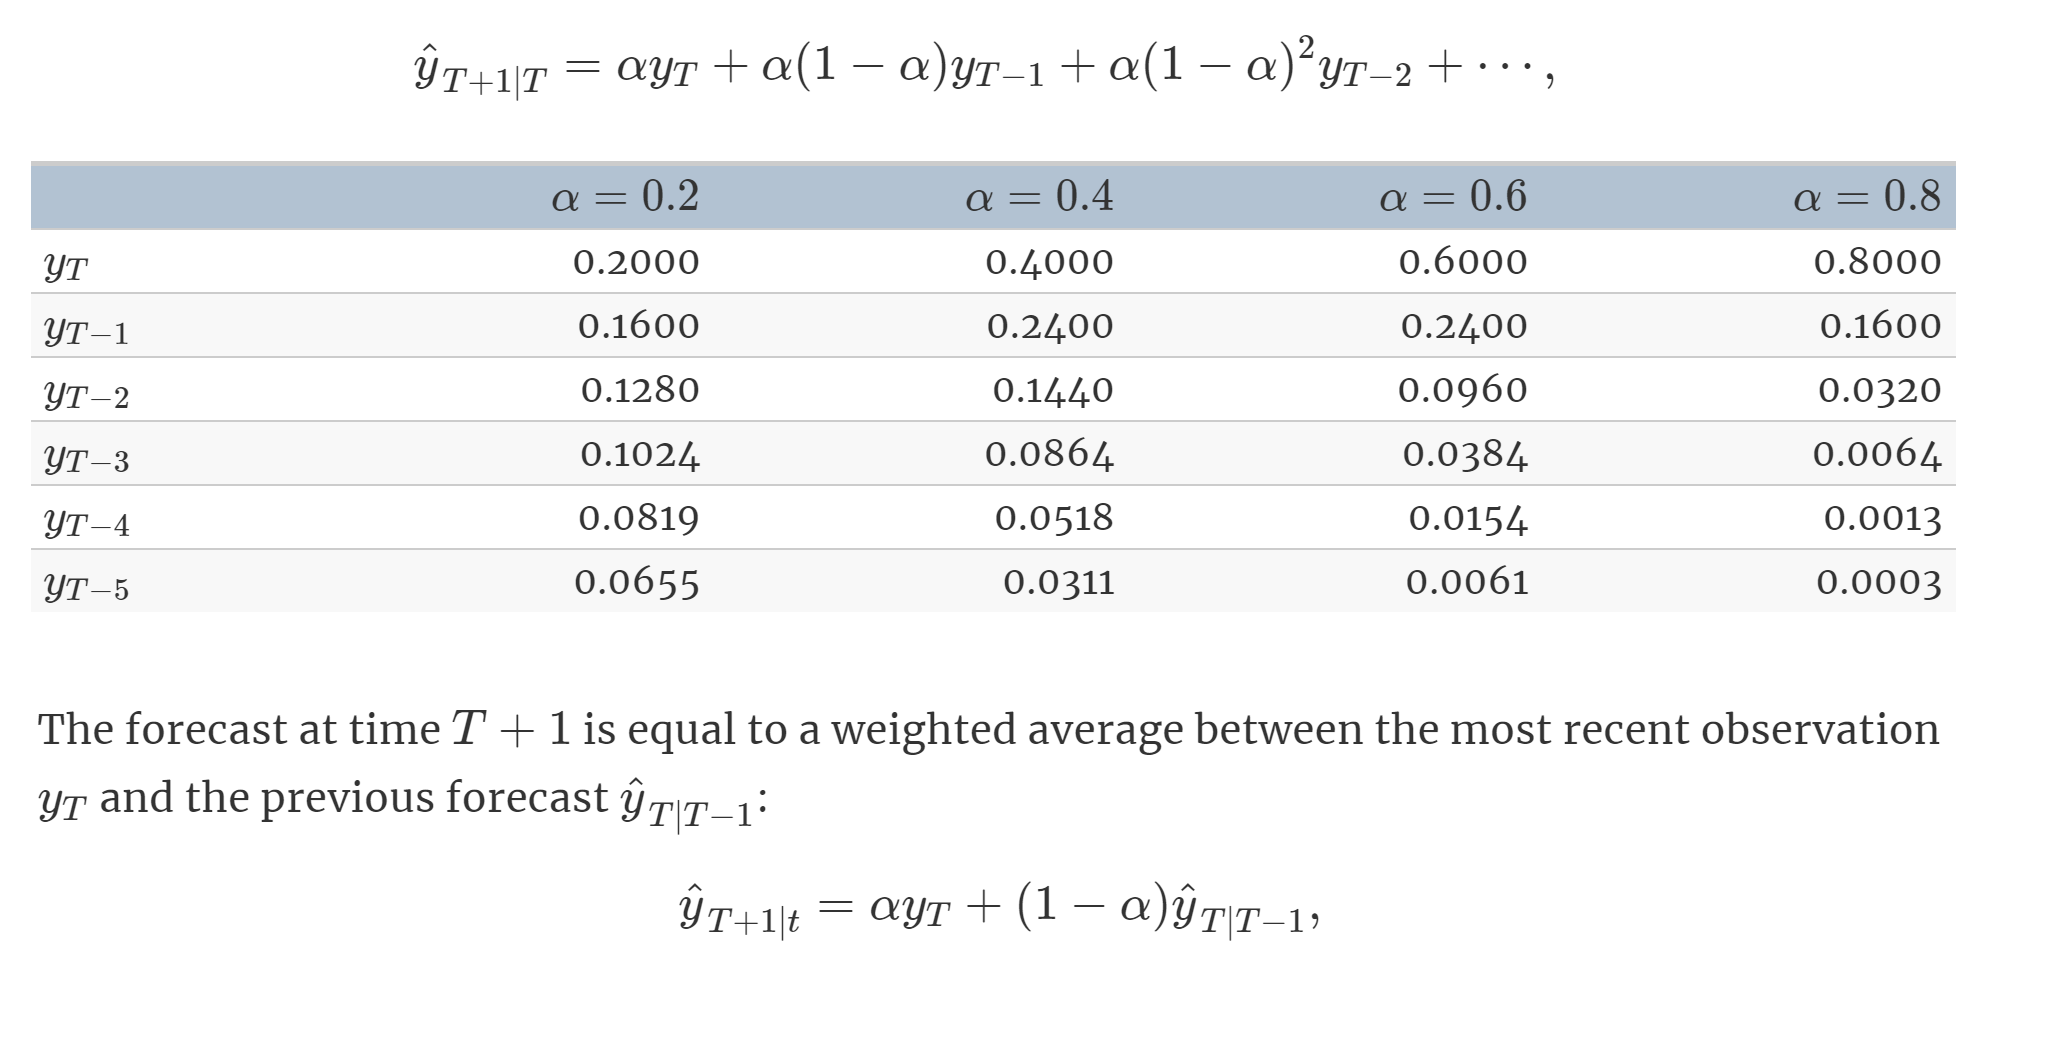 ŷ_{T+1|T} = αy_T + α(1 − α)y_{T−1} + α(1 − α)²y_{T−2} + ⋯,
α = 0.2 α = 0.4 α = 0.6 α = 0.8
y_T 0.2000 0.4000 0.6000 0.8000
y_{T−1} 0.1600 0.2400 0.2400 0.1600
y_{T−2} 0.1280 0.1440 0.0960 0.0320
y_{T−3} 0.1024 0.0864 0.0384 0.0064
y_{T−4} 0.0819 0.0518 0.0154 0.0013
y_{T−5} 0.0655 0.0311 0.0061 0.0003
The forecast at time T + 1 is equal to a weighted average between the most recent observation
y_T and the previous forecast ŷ_{T|T−1}:
ŷ_{T+1|t} = αy_T + (1 − α)ŷ_{T|T−1},